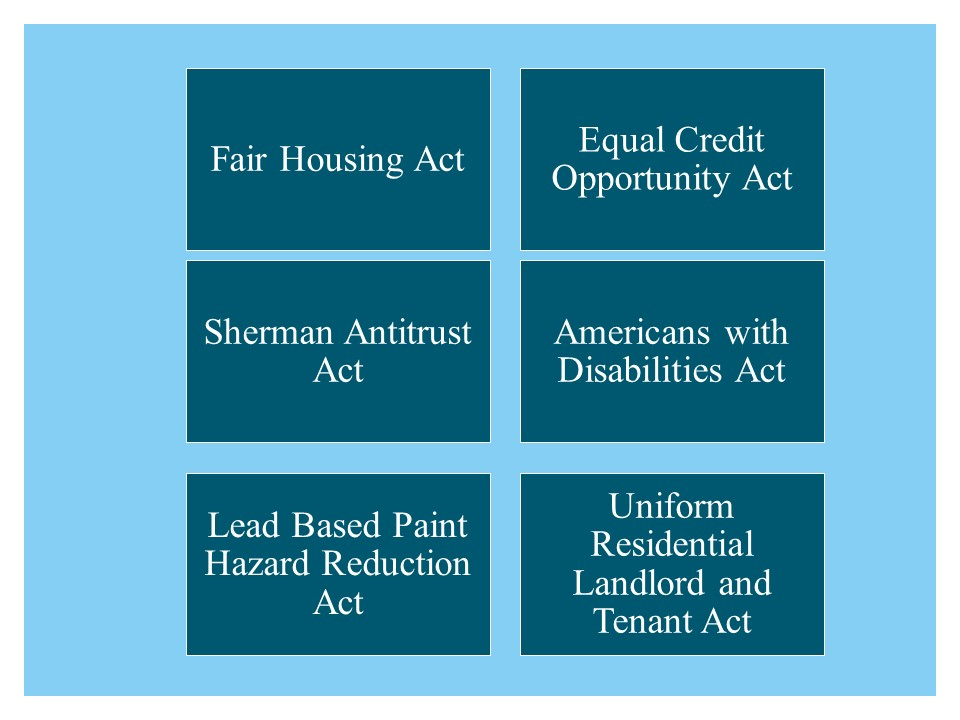 Fair Housing Act
Equal Credit
Opportunity Act
Sherman Antitrust
Act
Americans with
Disabilities Act
Lead Based Paint
Hazard Reduction
Act
Uniform
Residential
Landlord and
Tenant Act